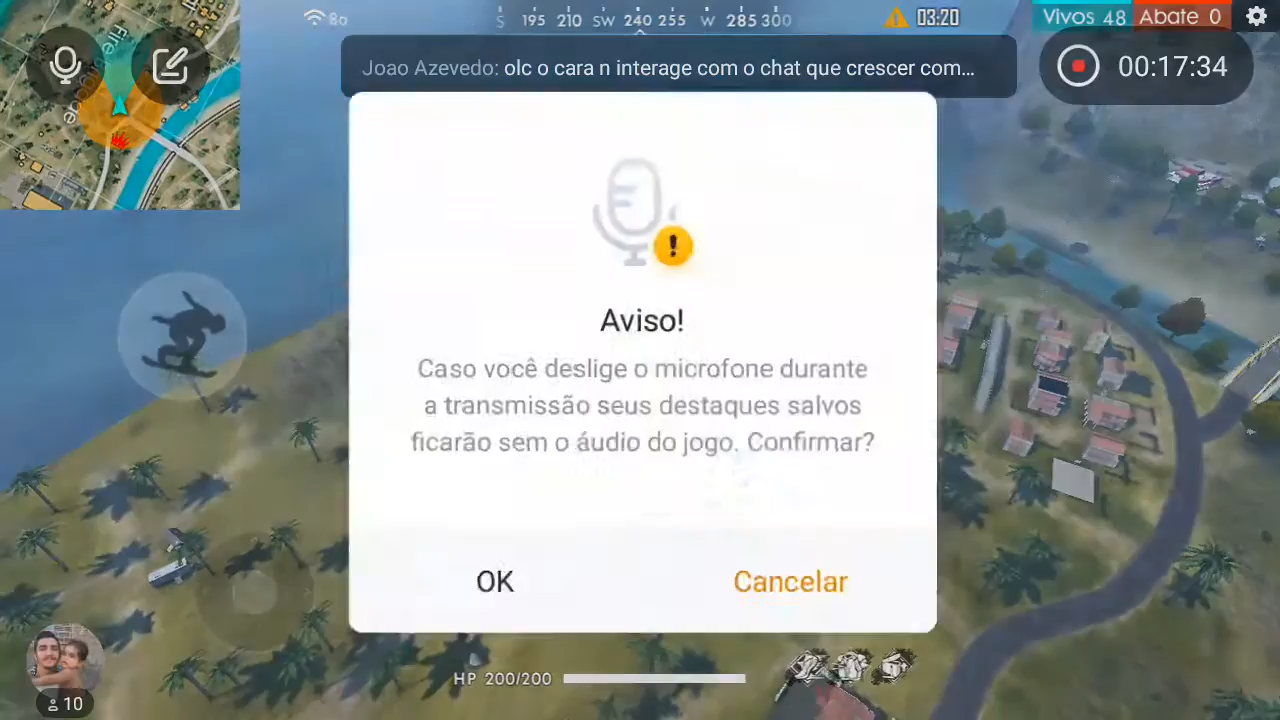 80
S 195 210 SW 240 255 W 285 300
03:20
Vivos 48 Abate 0
Joao Azevedo: olc o cara n interage com o chat que crescer com...
00:17:34
Aviso!
Caso você deslige o microfone durante
a transmissão seus destaques salvos
ficarão sem o áudio do jogo. Confirmar?
OK Cancelar
HP 200/200
10